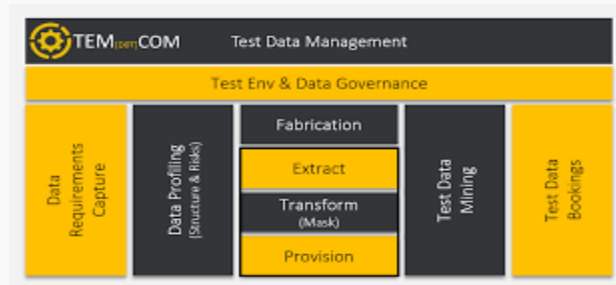 TEM[DOT]COM Test Data Management
Test Env & Data Governance
Data
Requirements
Capture
Data Profiling
(Structure & Risks)
Fabrication
Extract
Transform
(Mask)
Provision
Test Data
Mining
Test Data
Bookings